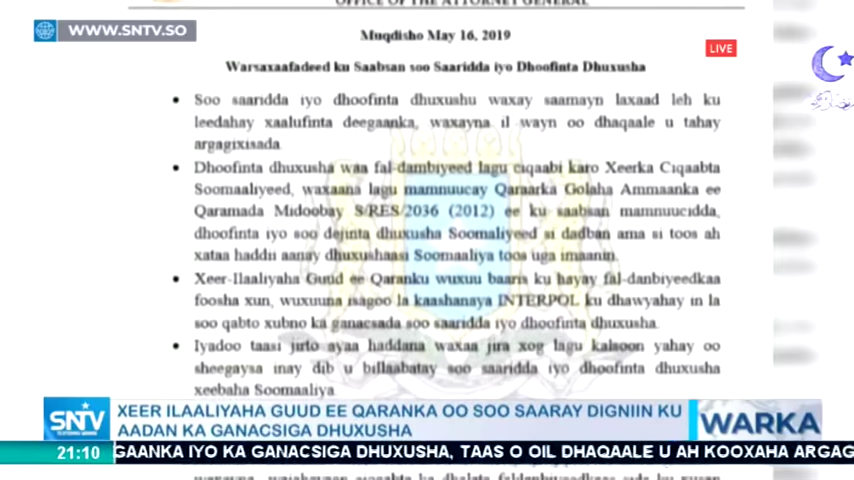 OFFICE OF THE ATTORNEY GENERAL
WWW.SNTV.SO
Muqdisho May 16, 2019
LIVE
Warsaxaafadeed ku Saabsan soo Saaridda iyo Dhoofinta Dhuxusha
• Soo saaridda iyo dhoofinta dhuxushu waxay saamayn laxaad leh ku
leedahay xaalufinta deegaanka, waxayna il wayn oo dhaqaale u tahay
argagixisada.
• Dhoofinta dhuxusha waa fal-dambiyeed lagu ciqaabi karo Xeerka Ciqaabta
Soomaaliyeed, waxaana lagu mamnuucay Qaraarka Golaha Ammaanka ee
Qaramada Midoobay S/RES/2036 (2012) ee ku saabsan mamnuucidda,
dhoofinta iyo soo dejinta dhuxusha Soomaliyeed si dadban ama si toos ah
xataa haddii aanay dhuxushaasi Soomaaliya toos uga imaanin.
• Xeer-Ilaaliyaha Guud ee Qaranku wuxuu baaris ku hayay fal-danbiyeedkaa
foosha xun, wuxuuna isagoo la kaashanaya INTERPOL ku dhawyahay in la
soo qabto xubno ka ganacsada soo saaridda iyo dhoofinta dhuxusha.
• Iyadoo taasi jirto ayaa haddana waxaa jira xog lagu kalsoon yahay oo
sheegaysa inay dib u billaabatay soo saaridda iyo dhoofinta dhuxusha
xeebaha Soomaaliya
SNTV
XEER ILAALIYAHA GUUD EE QARANKA OO SOO SAARAY DIGNIIN KU
AADAN KA GANACSIGA DHUXUSHA
WARKA
21:10
GAANKA IYO KA GANACSIGA DHUXUSHA, TAAS O OIL DHAQAALE U AH KOOXAHA ARGAG